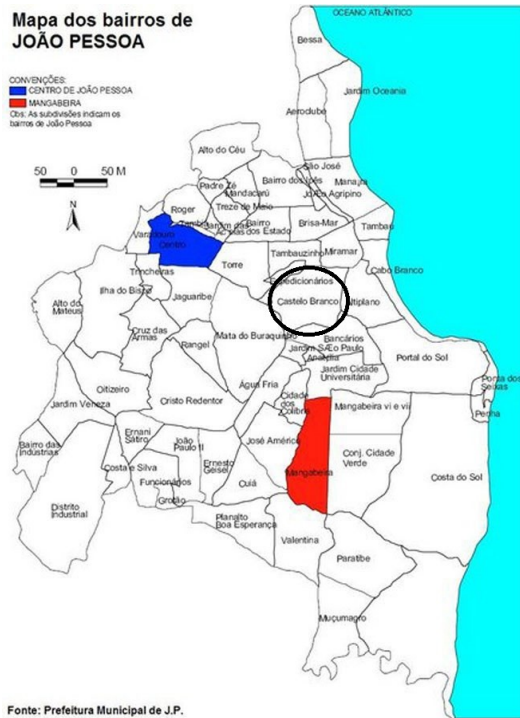 Mapa dos bairros de
JOÃO PESSOA
OCEANO ATLÂNTICO
CONVENÇÕES:
CENTRO DE JOÃO PESSOA
MANGABEIRA
Obs: As subdivisões indicam os
bairros de João Pessoa
50 0 50 M
N
Bessa
Jardim Oceania
Aeroclube
Alto do Céu
São José
Padre Zé
Bairro dos Ipês
Manaíra
Mandacarú
João Agripino
Roger
Treze de Maio
Tambiá
Jardim das
Bairro
Brisa-Mar
Tambaú
Varadouro
dos Estado
Centro
Tambauzinho
Miramar
Trincheiras
Torre
Cabo Branco
Expedicionários
Ilha do Bispo
Jaguaribe
Castelo Branco
Altiplano
Alto do
Mateus
Cruz das
Armas
Mata do Buraquinho
Bancários
Rangel
Anatólia
Portal do Sol
Jardim Cidade
Universitária
Ponta dos
Seixas
Oitizeiro
Água Fria
Cidade
dos
Colibris
Jardim Veneza
Cristo Redentor
Mangabeira vi e vii
Penha
Ernani
Sátiro
João
Paulo II
José Américo
Bairro das
Indústrias
Conj. Cidade
Verde
Costa e Silva
Ernesto
Geisel
Mangabeira
Costa do Sol
Funcionários
Cuiá
Grotão
Distrito
Industrial
Planalto
Boa Esperança
Valentina
Paratibe
Muçumagro
Fonte: Prefeitura Municipal de J.P.